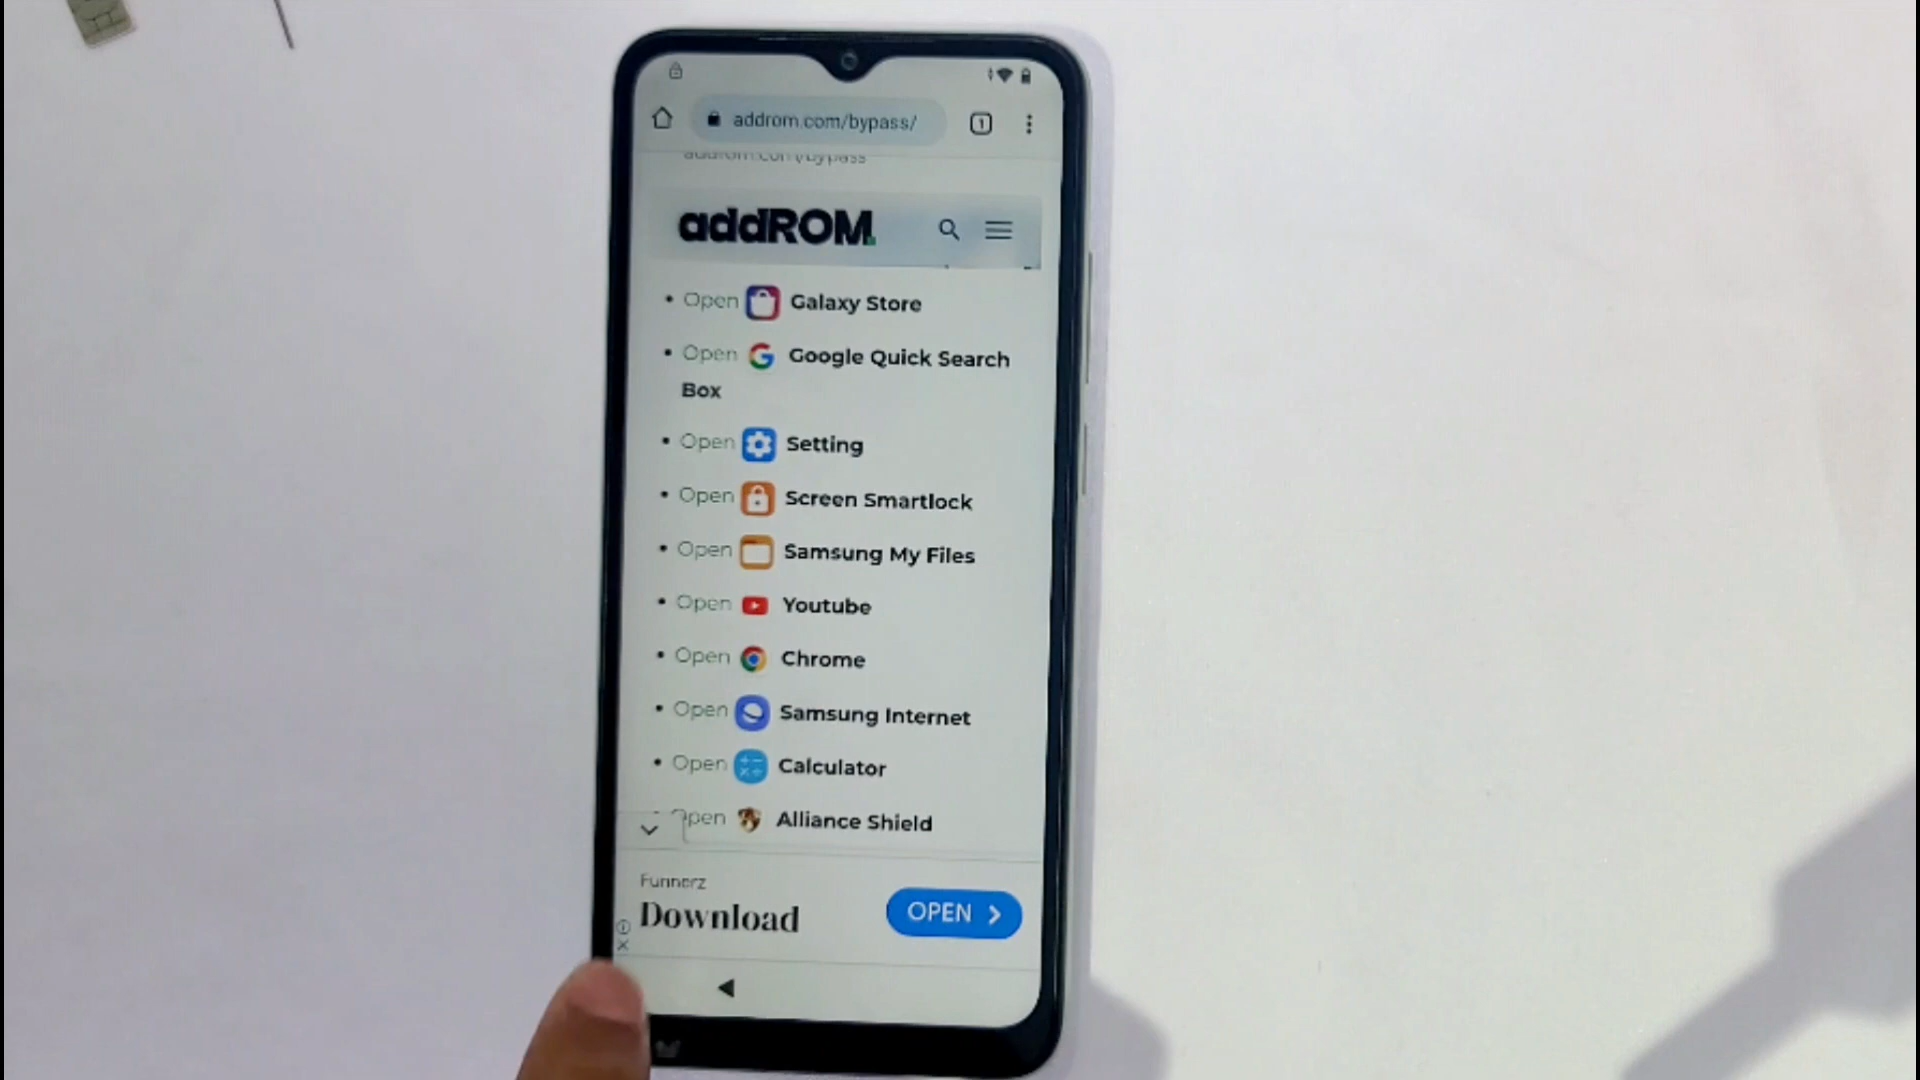 addrom.com/bypass/
1
addrom.com/bypass
addROM.
• Open Galaxy Store
• Open Google Quick Search
Box
• Open Setting
• Open Screen Smartlock
• Open Samsung My Files
• Open Youtube
• Open Chrome
• Open Samsung Internet
• Open Calculator
• Open Alliance Shield
Funnerz
Download
OPEN